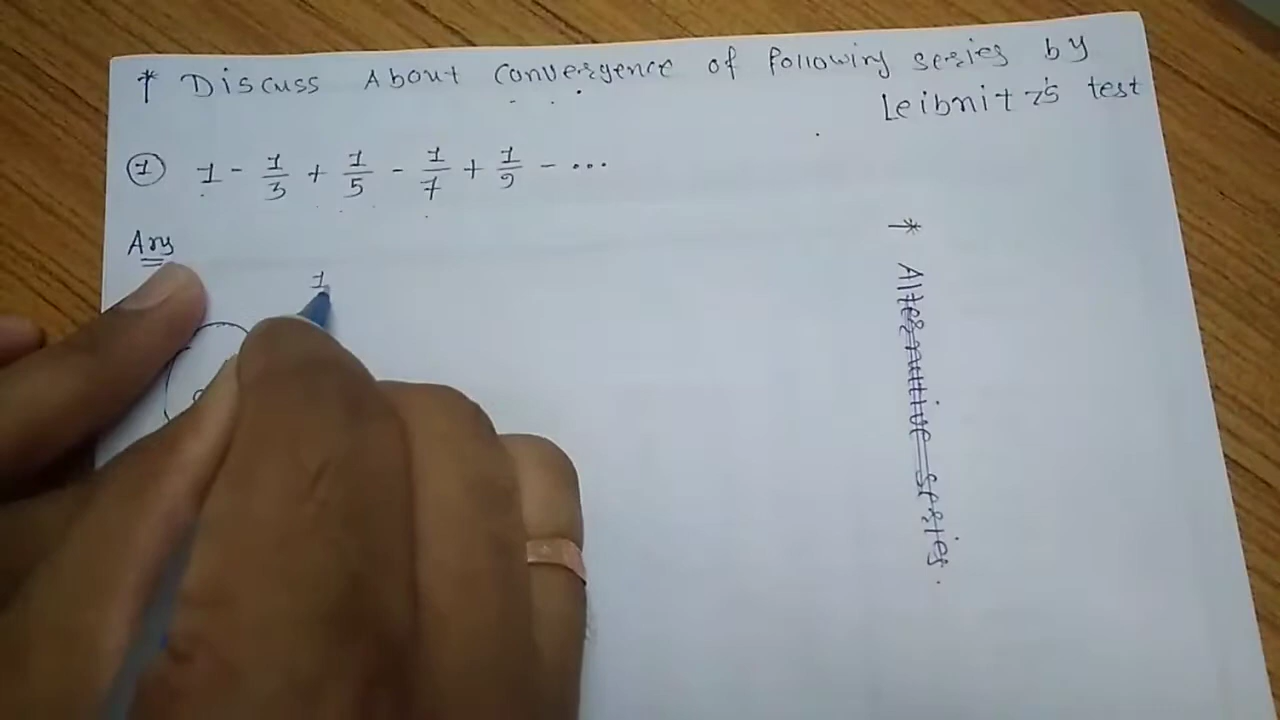 * Discuss About Convergence of following series by
Leibnitz's test
① 1 - 1/3 + 1/5 - 1/7 + 1/9 - ...
Ans
1
* Alternative series.